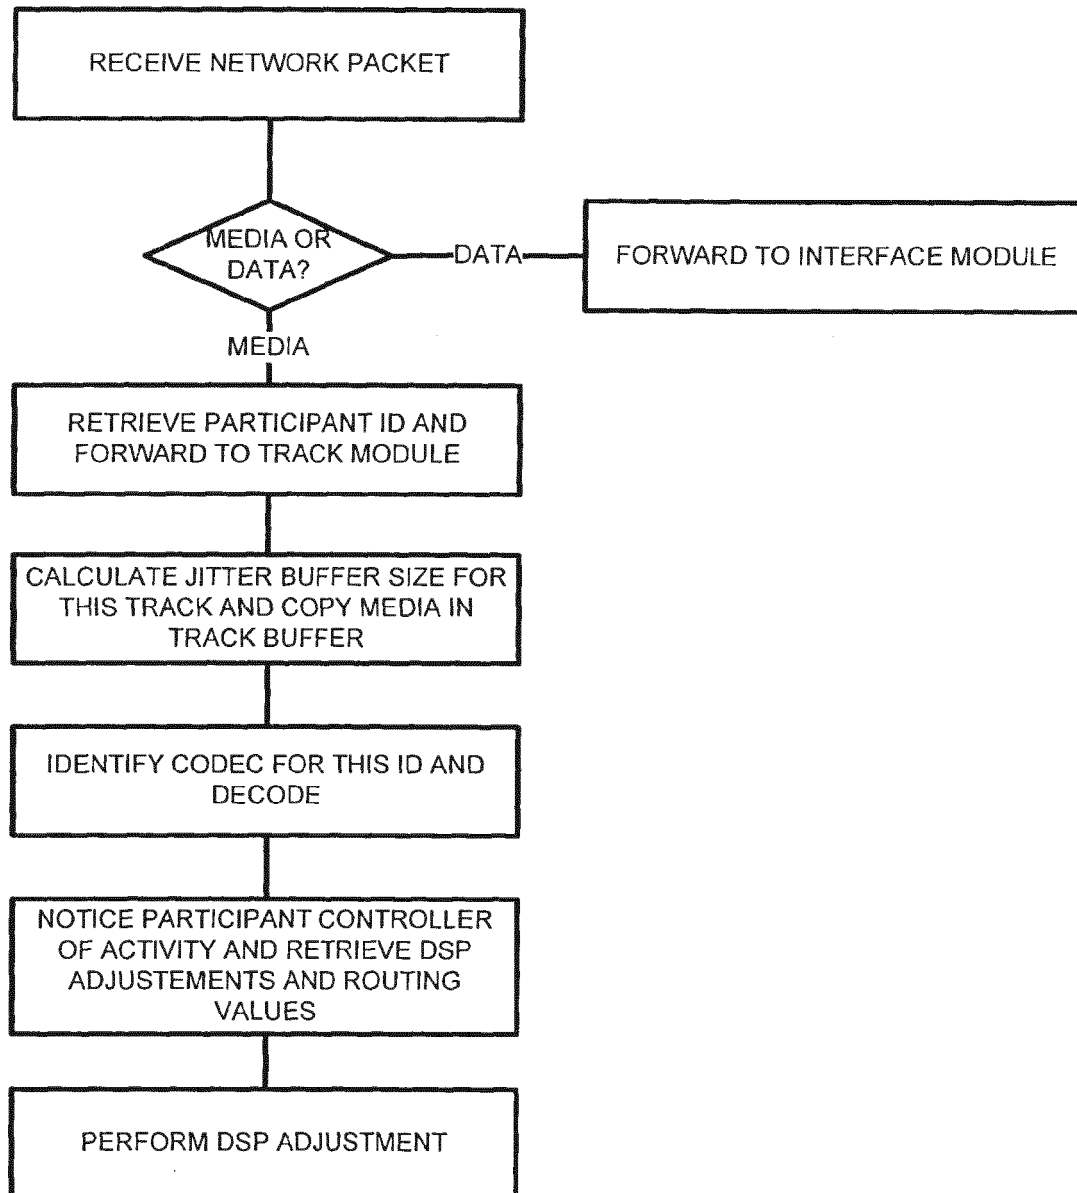 RECEIVE NETWORK PACKET
MEDIA OR
DATA?
DATA
FORWARD TO INTERFACE MODULE
MEDIA
RETRIEVE PARTICIPANT ID AND
FORWARD TO TRACK MODULE
CALCULATE JITTER BUFFER SIZE FOR
THIS TRACK AND COPY MEDIA IN
TRACK BUFFER
IDENTIFY CODEC FOR THIS ID AND
DECODE
NOTICE PARTICIPANT CONTROLLER
OF ACTIVITY AND RETRIEVE DSP
ADJUSTEMENTS AND ROUTING
VALUES
PERFORM DSP ADJUSTMENT